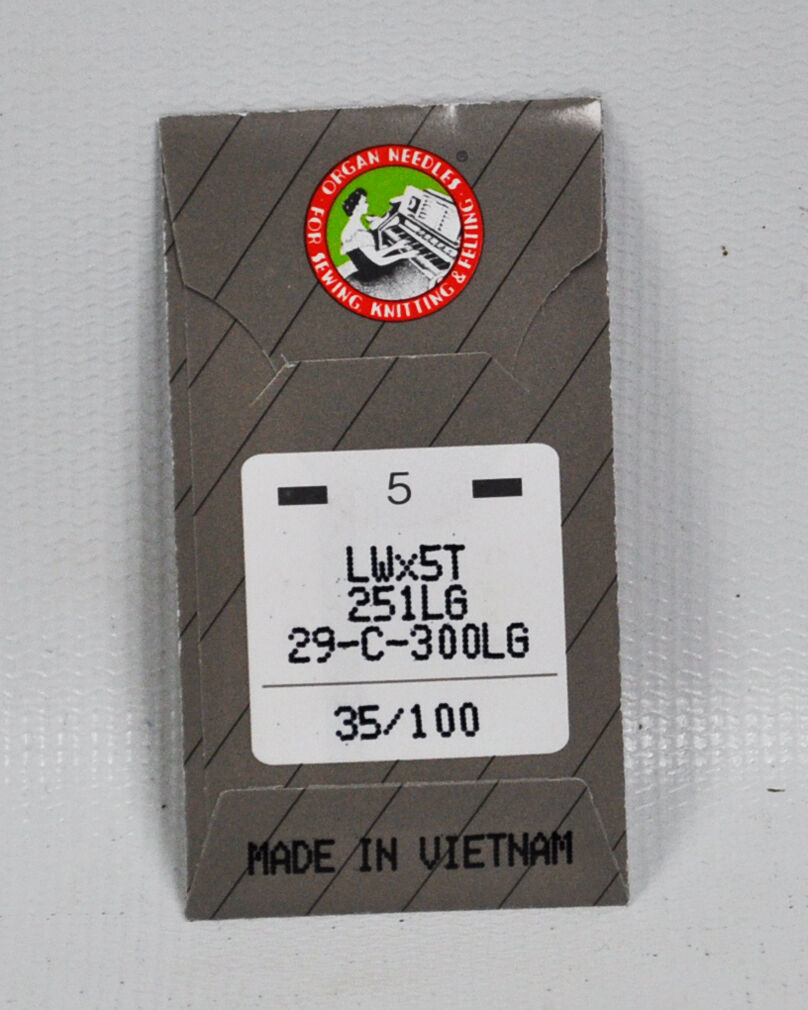 ORGAN NEEDLES
FOR SEWING KNITTING & FELTING
®
5
LWx5T
251LG
29-C-300LG
35/100
MADE IN VIETNAM